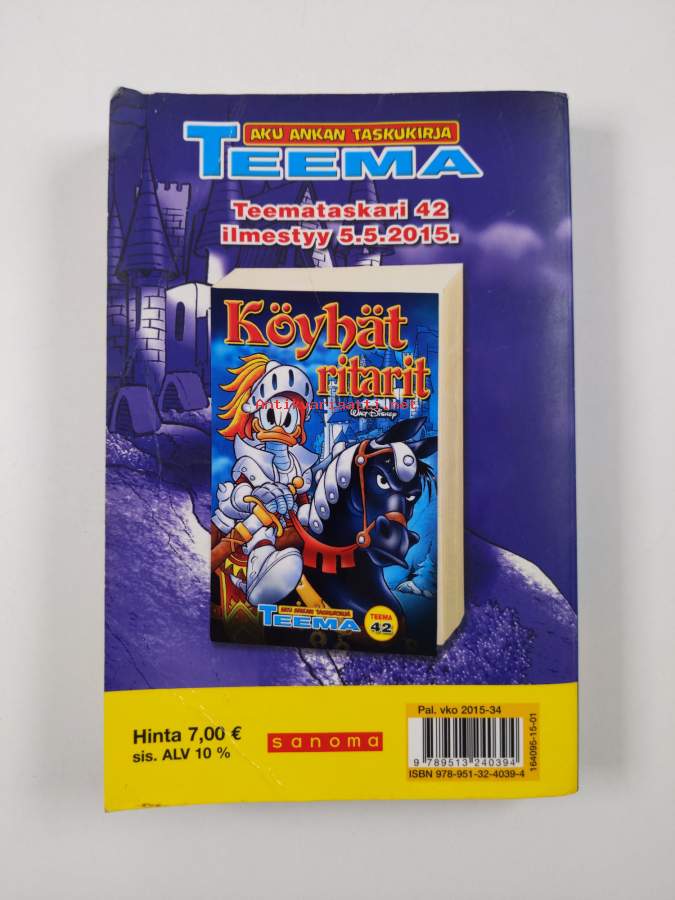 AKU ANKAN TASKUKIRJA
TEEMA
Teemataskari 42
ilmestyy 5.5.2015.
Köyhät
ritarit
Antikvariaatti.net
WALT DISNEY
AKU ANKAN TASKUKIRJA
TEEMA
TEEMA
42
Hinta 7,00 €
sis. ALV 10 %
sanoma
Pal. vko 2015-34
9 789513 240394
ISBN 978-951-32-4039-4
164095-15-01